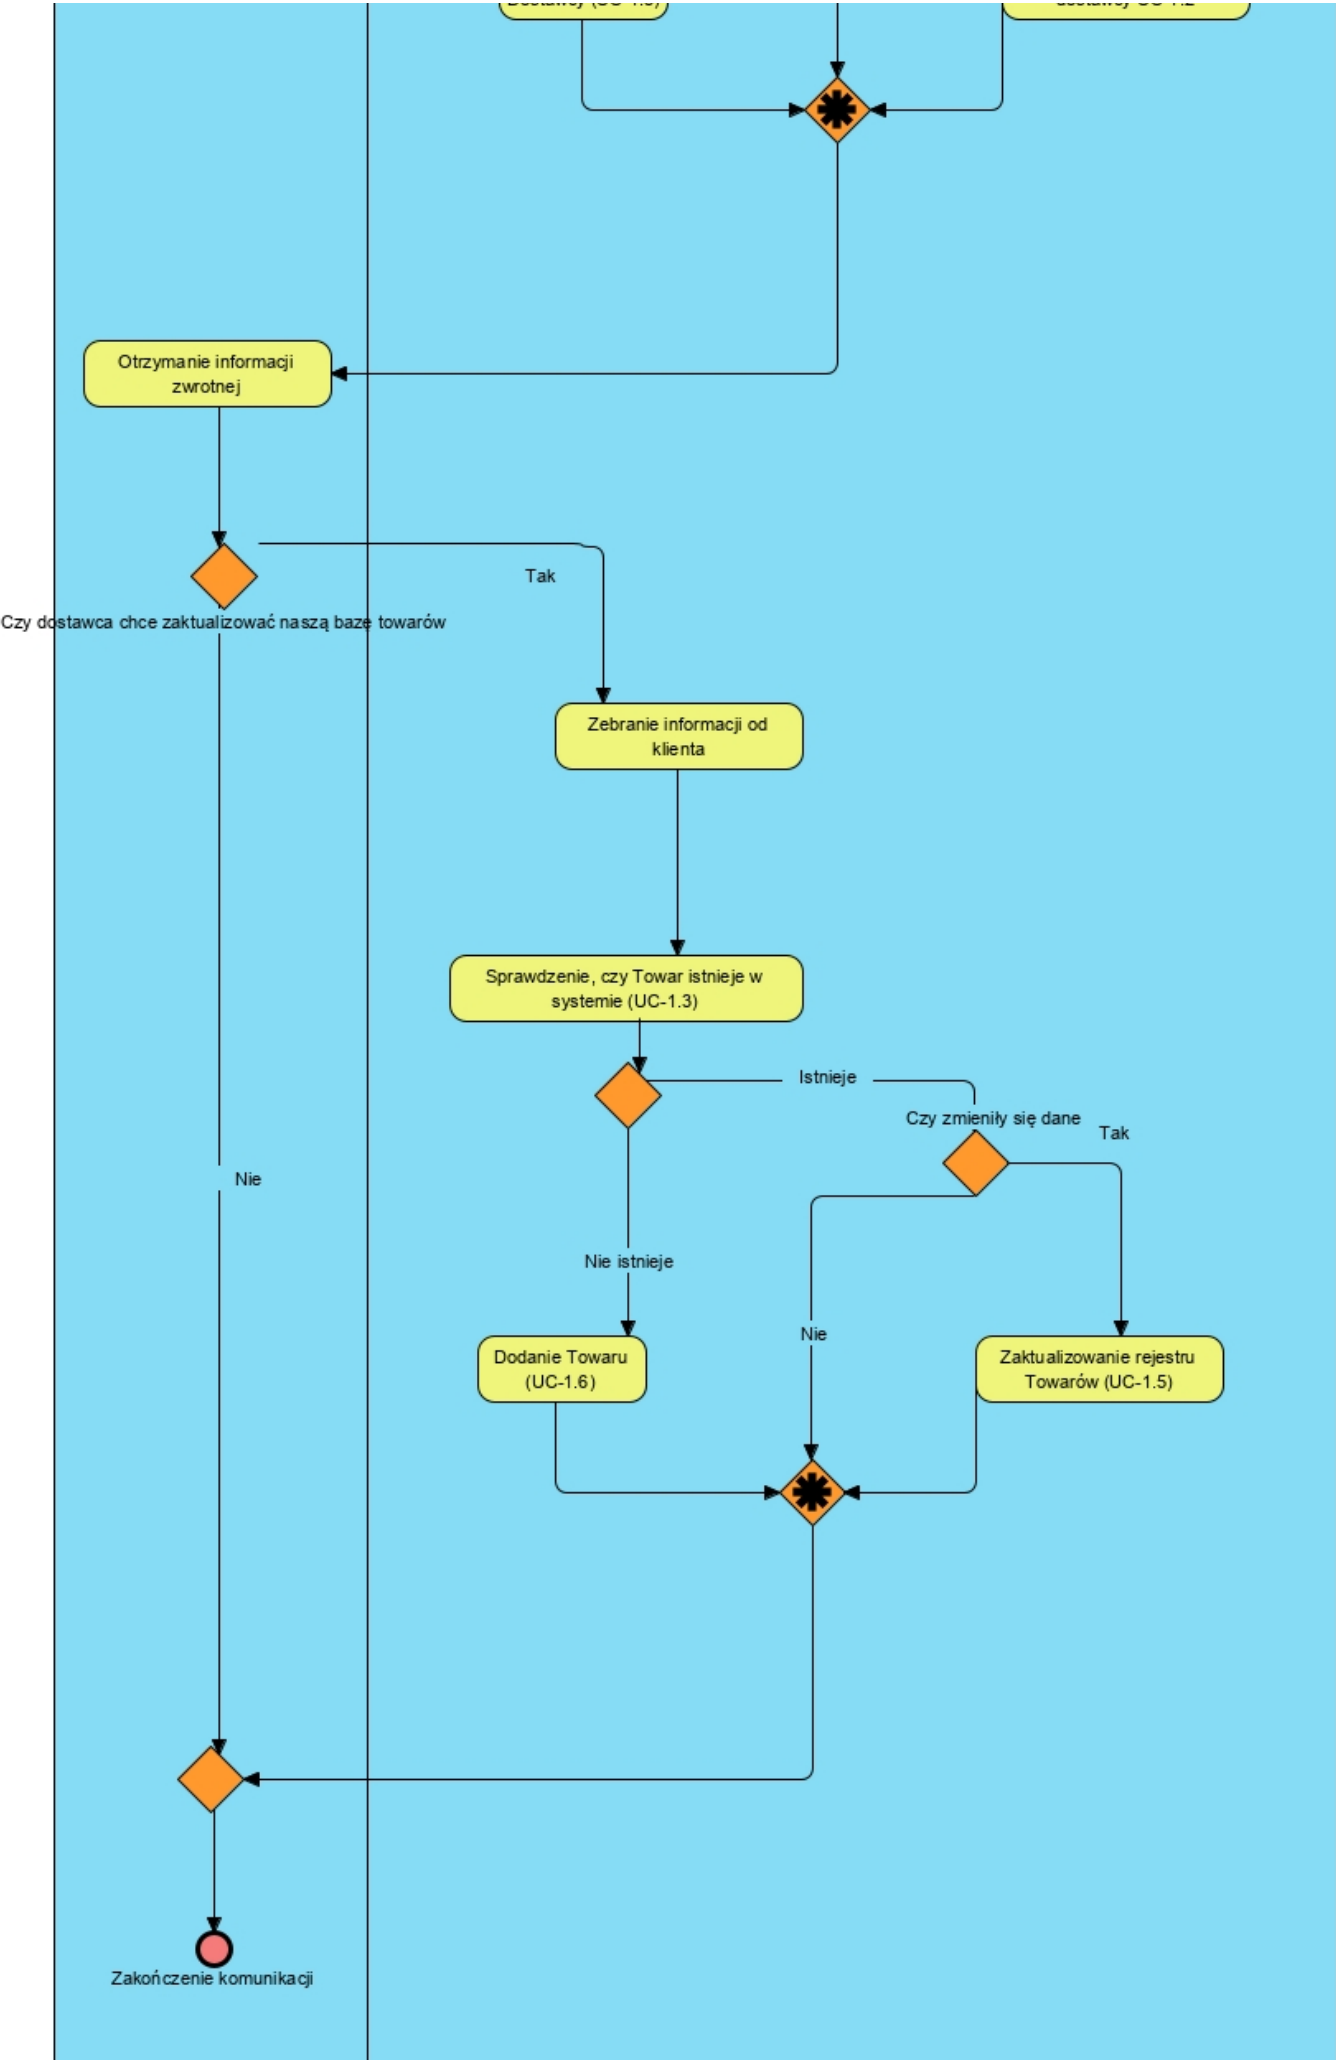 Otrzymanie informacji
zwrotnej
Tak
Czy dostawca chce zaktualizować naszą bazę towarów
Zebranie informacji od
klienta
Sprawdzenie, czy Towar istnieje w
systemie (UC-1.3)
Istnieje
Czy zmieniły się dane
Tak
Nie
Nie istnieje
Nie
Dodanie Towaru
(UC-1.6)
Zaktualizowanie rejestru
Towarów (UC-1.5)
Zakończenie komunikacji